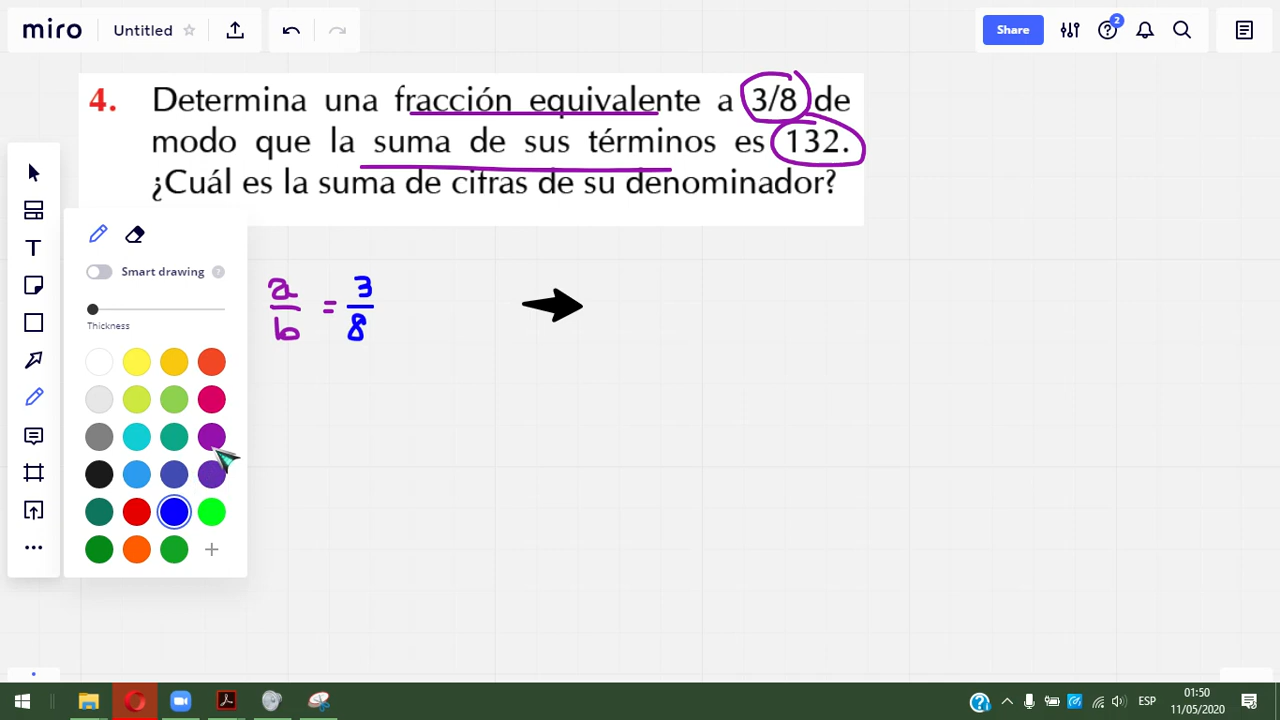 miro
Untitled
Share
2
4. Determina una fracción equivalente a 3/8 de
modo que la suma de sus términos es 132.
¿Cuál es la suma de cifras de su denominador?
T
Smart drawing
?
Thickness
a/b = 3/8
ESP
01:50
11/05/2020